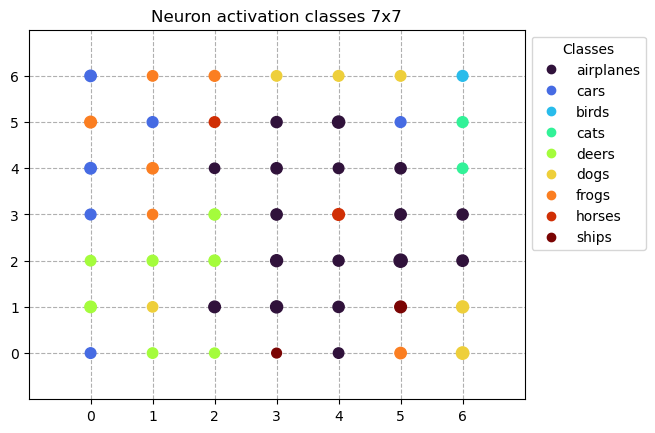 Neuron activation classes 7x7
6
5
4
3
2
1
0
0 1 2 3 4 5 6
Classes
airplanes
cars
birds
cats
deers
dogs
frogs
horses
ships